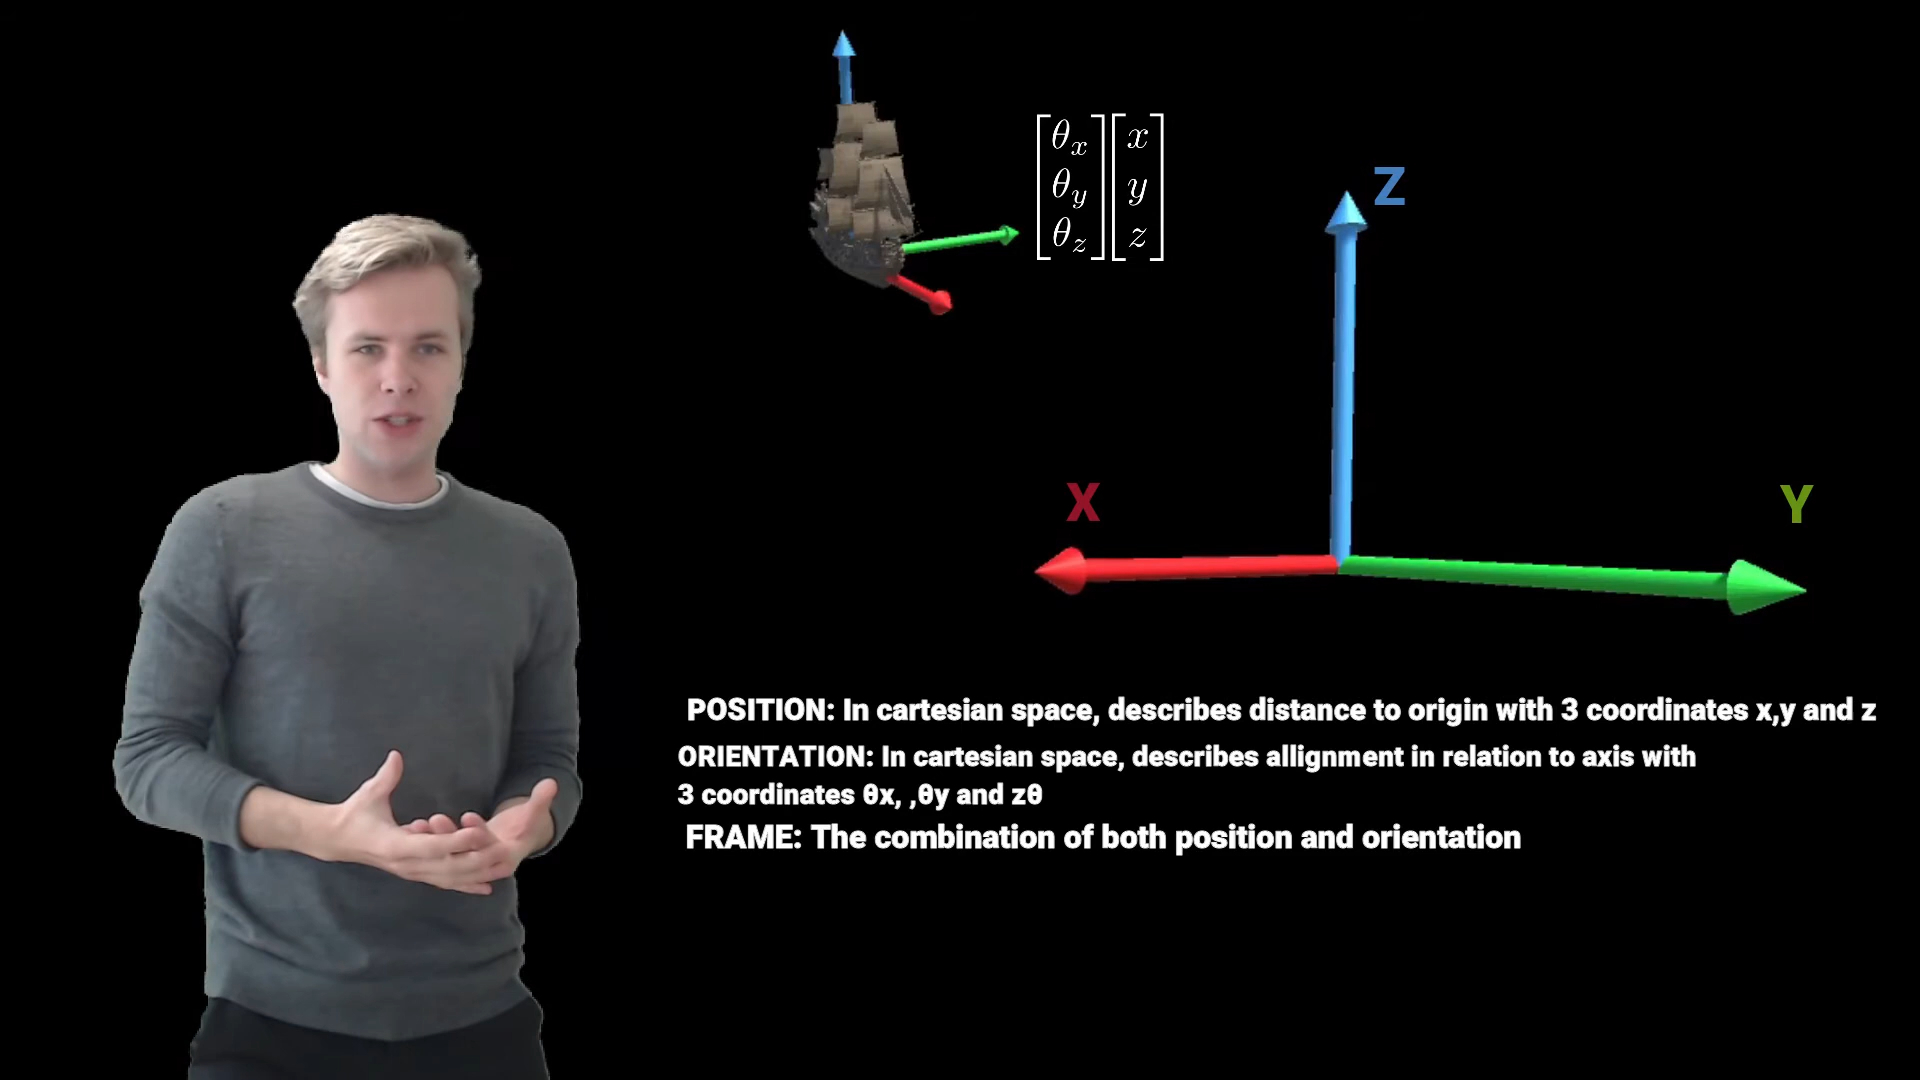 θx x
θy y
θz z
Z
X
Y
POSITION: In cartesian space, describes distance to origin with 3 coordinates x,y and z
ORIENTATION: In cartesian space, describes allignment in relation to axis with
3 coordinates θx, ,θy and zθ
FRAME: The combination of both position and orientation